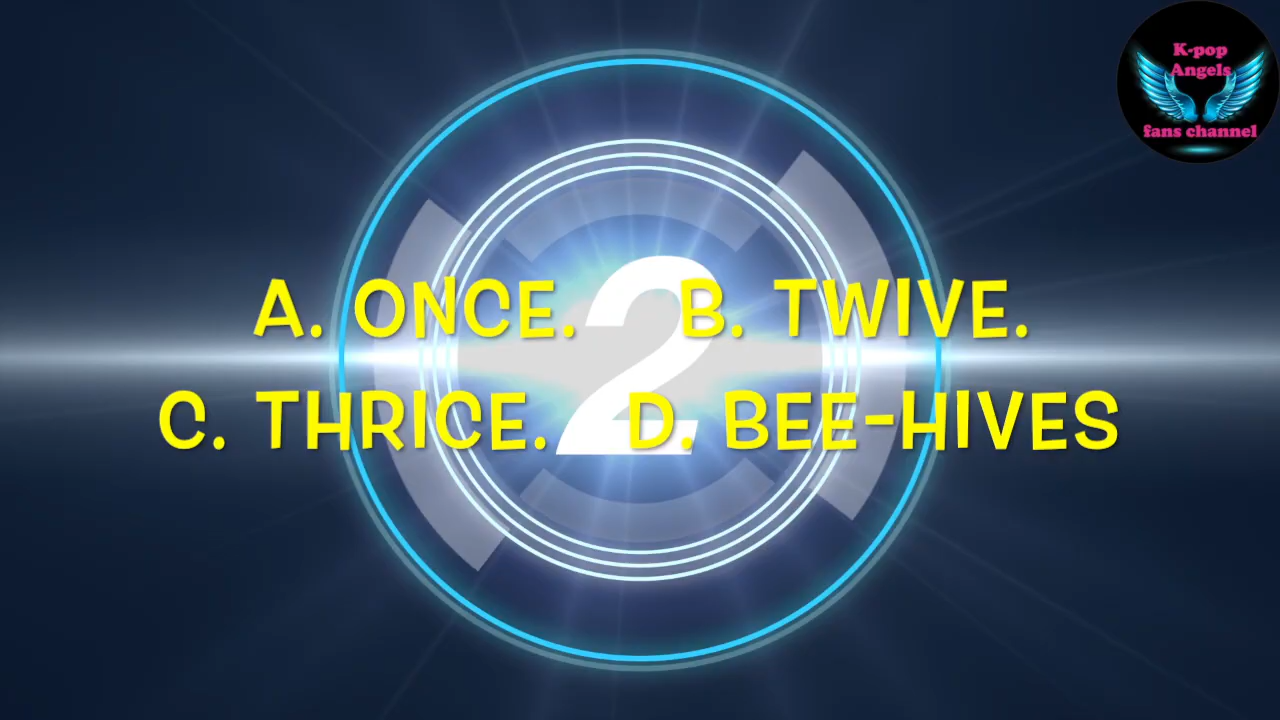 K-pop
Angels
fans channel
2
A. ONCE. B. TWIVE.
C. THRICE. D. BEE-HIVES